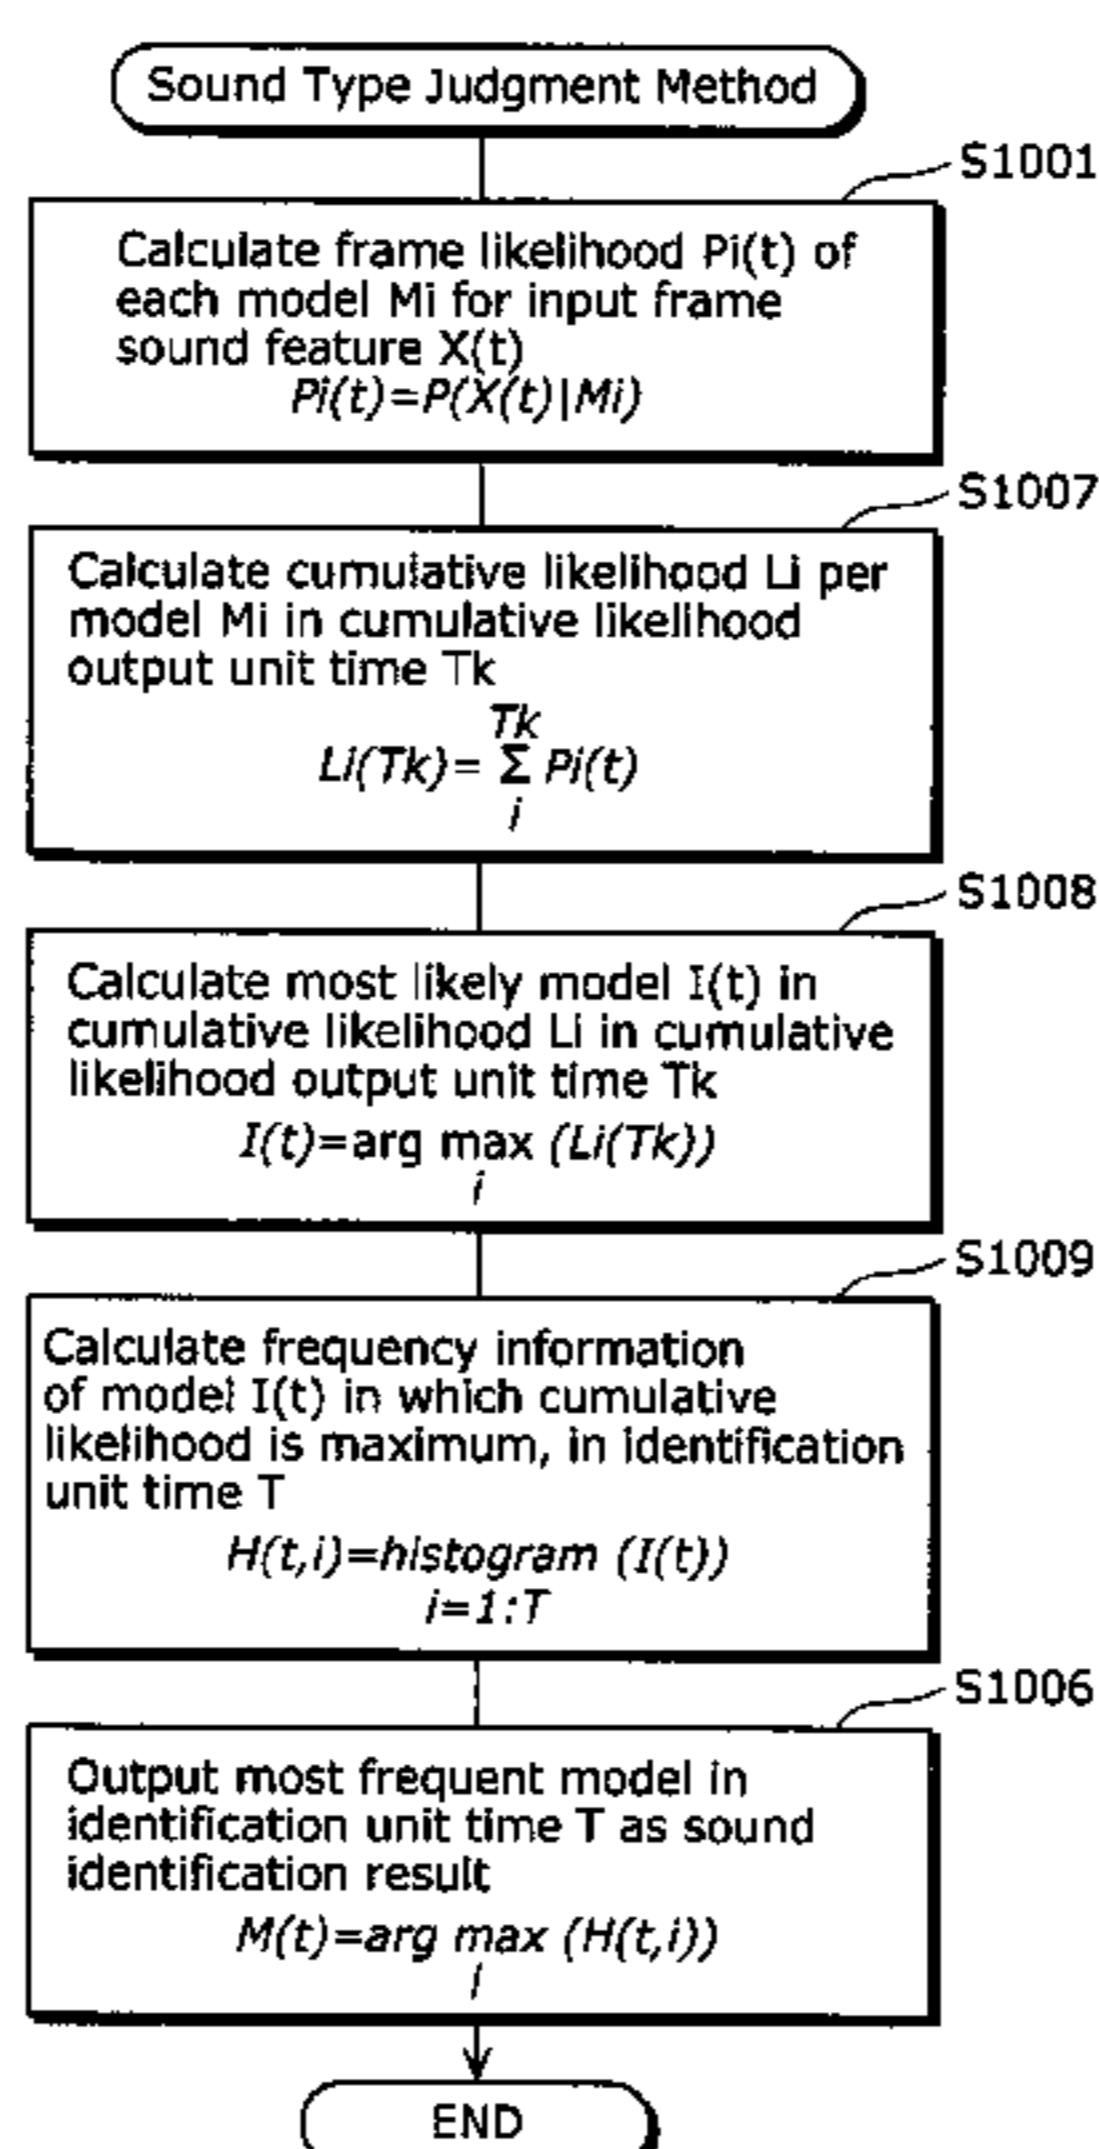 Sound Type Judgment Method
S1001
Calculate frame likelihood Pi(t) of
each model Mi for input frame
sound feature X(t)
Pi(t)=P(X(t)|Mi)
S1007
Calculate cumulative likelihood Li per
model Mi in cumulative likelihood
output unit time Tk
Tk
Li(Tk)= Σ Pi(t)
i
S1008
Calculate most likely model I(t) in
cumulative likelihood Li in cumulative
likelihood output unit time Tk
I(t)=arg max (Li(Tk))
i
S1009
Calculate frequency information
of model I(t) in which cumulative
likelihood is maximum, in identification
unit time T
H(t,i)=histogram (I(t))
i=1:T
S1006
Output most frequent model in
identification unit time T as sound
identification result
M(t)=arg max (H(t,i))
i
END